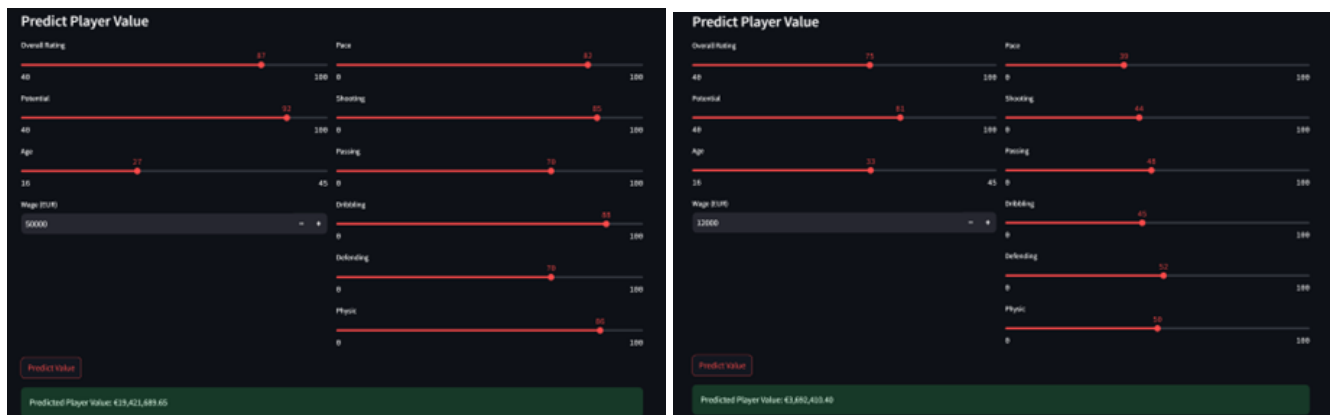 Predict Player Value
Overall Rating
87
40 100
Potential
92
40 100
Age
27
16 45
Wage (EUR)
50000 - +
Pace
82
0 100
Shooting
85
0 100
Passing
70
0 100
Dribbling
88
0 100
Defending
70
0 100
Physic
86
0 100
Predict Value
Predicted Player Value: €19,421,689.65
Predict Player Value
Overall Rating
75
40 100
Potential
81
40 100
Age
33
16 45
Wage (EUR)
12000 - +
Pace
39
0 100
Shooting
44
0 100
Passing
48
0 100
Dribbling
45
0 100
Defending
52
0 100
Physic
50
0 100
Predict Value
Predicted Player Value: €3,692,410.40